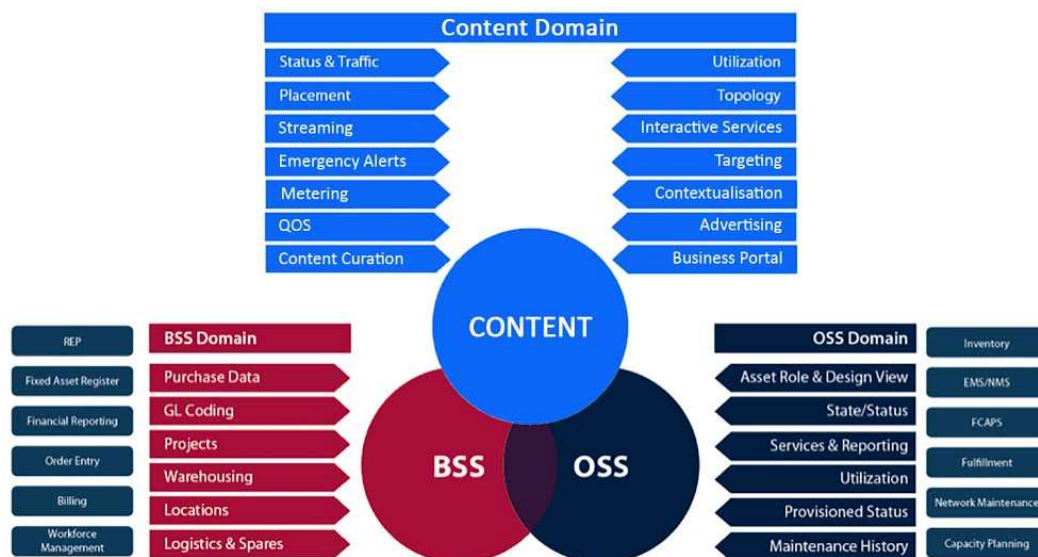 Content Domain
Status & Traffic
Utilization
Placement
Topology
Streaming
Interactive Services
Emergency Alerts
Targeting
Metering
Contextualisation
QOS
Advertising
Content Curation
Business Portal
CONTENT
REP
Fixed Asset Register
Financial Reporting
Order Entry
Billing
Workforce
Management
BSS Domain
Purchase Data
GL Coding
Projects
Warehousing
Locations
Logistics & Spares
BSS
OSS
OSS Domain
Asset Role & Design View
State/Status
Services & Reporting
Utilization
Provisioned Status
Maintenance History
Inventory
EMS/NMS
FCAPS
Fulfillment
Network Maintenance
Capacity Planning